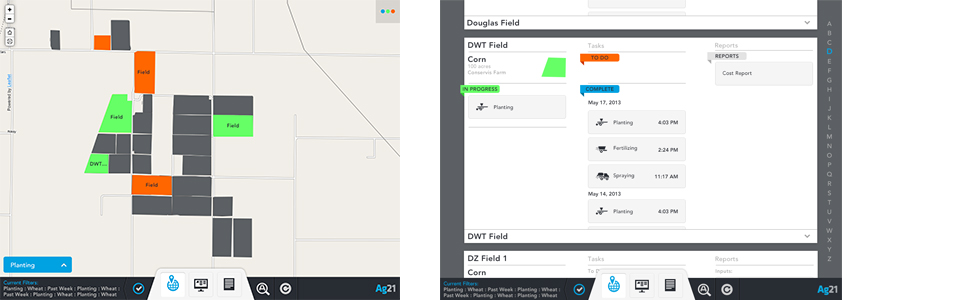 +
-
Powered by Leaflet
Field
Field
Field
DWT...
Field
Planting
Current Filters:
Planting | Wheat | Past Week | Planting | Wheat |
Past Week | Planting | Wheat | Planting | Wheat
Ag21
Douglas Field
DWT Field
Tasks
Reports
Corn
100 acres
Conservis Farm
TO DO
REPORTS
Cost Report
IN PROGRESS
Planting
COMPLETE
May 17, 2013
Planting 4:03 PM
Fertilizing 2:24 PM
Spraying 11:17 AM
May 14, 2013
Planting 4:03 PM
DWT Field
DZ Field 1
Tasks
Reports
Corn
To D
Inputs:
A
B
C
D
E
F
G
H
I
J
K
L
M
N
O
P
Q
R
S
T
U
V
W
X
Y
Z
Current Filters:
Planting | Wheat | Past Week | Planting | Wheat |
Past Week | Planting | Wheat | Planting | Wheat
Ag21